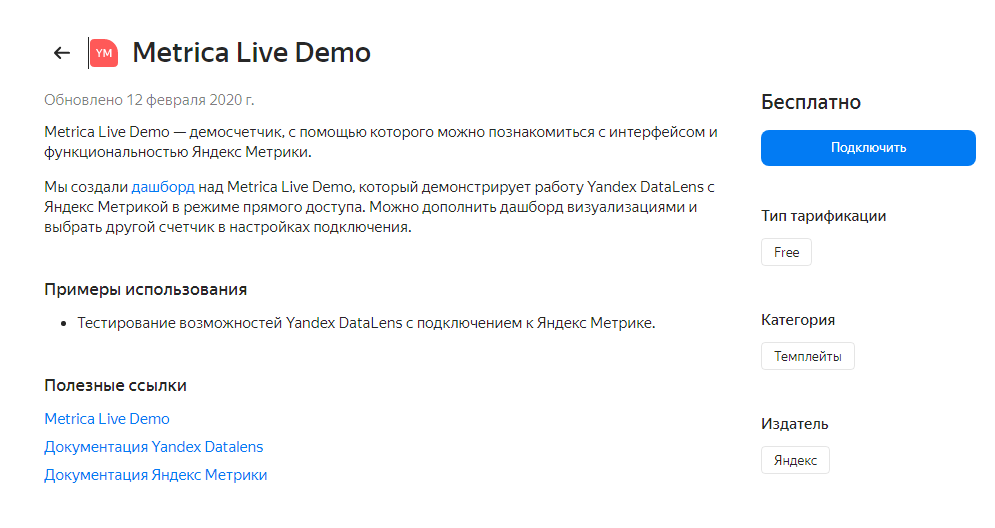 YM Metrica Live Demo
Обновлено 12 февраля 2020 г.
Metrica Live Demo — демосчетчик, с помощью которого можно познакомиться с интерфейсом и
функциональностью Яндекс Метрики.
Мы создали дашборд над Metrica Live Demo, который демонстрирует работу Yandex DataLens с
Яндекс Метрикой в режиме прямого доступа. Можно дополнить дашборд визуализациями и
выбрать другой счетчик в настройках подключения.
Примеры использования
• Тестирование возможностей Yandex DataLens с подключением к Яндекс Метрике.
Полезные ссылки
Metrica Live Demo
Документация Yandex Datalens
Документация Яндекс Метрики
Бесплатно
Подключить
Тип тарификации
Free
Категория
Темплейты
Издатель
Яндекс